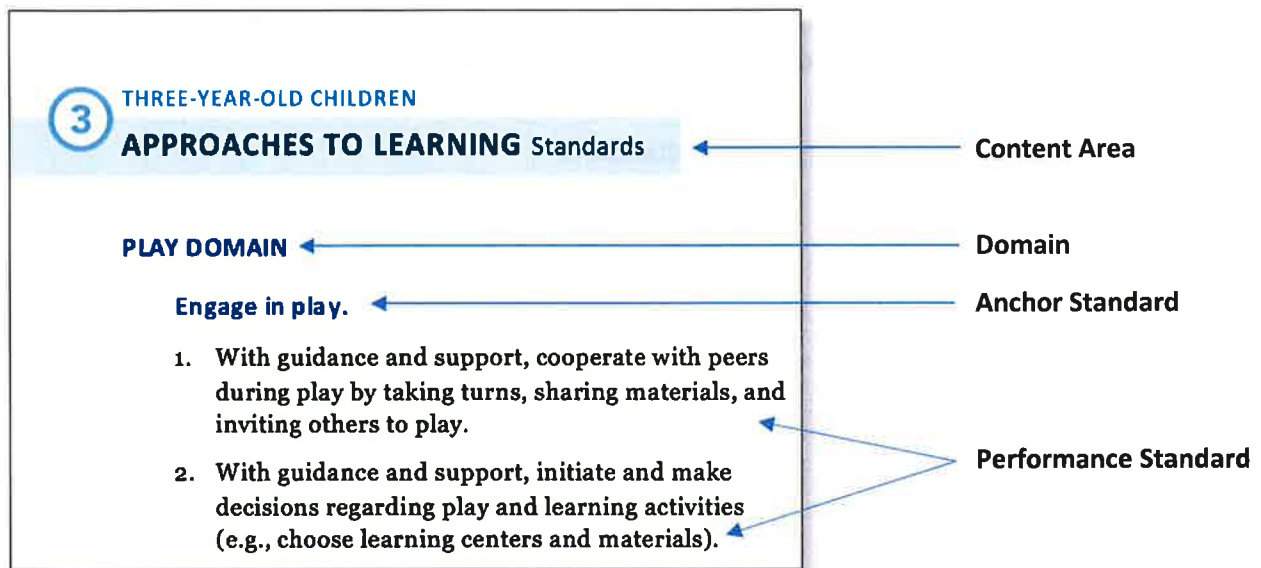 3
THREE-YEAR-OLD CHILDREN
APPROACHES TO LEARNING Standards
Content Area
PLAY DOMAIN
Domain
Engage in play.
Anchor Standard
1. With guidance and support, cooperate with peers
during play by taking turns, sharing materials, and
inviting others to play.
2. With guidance and support, initiate and make
decisions regarding play and learning activities
(e.g., choose learning centers and materials).
Performance Standard